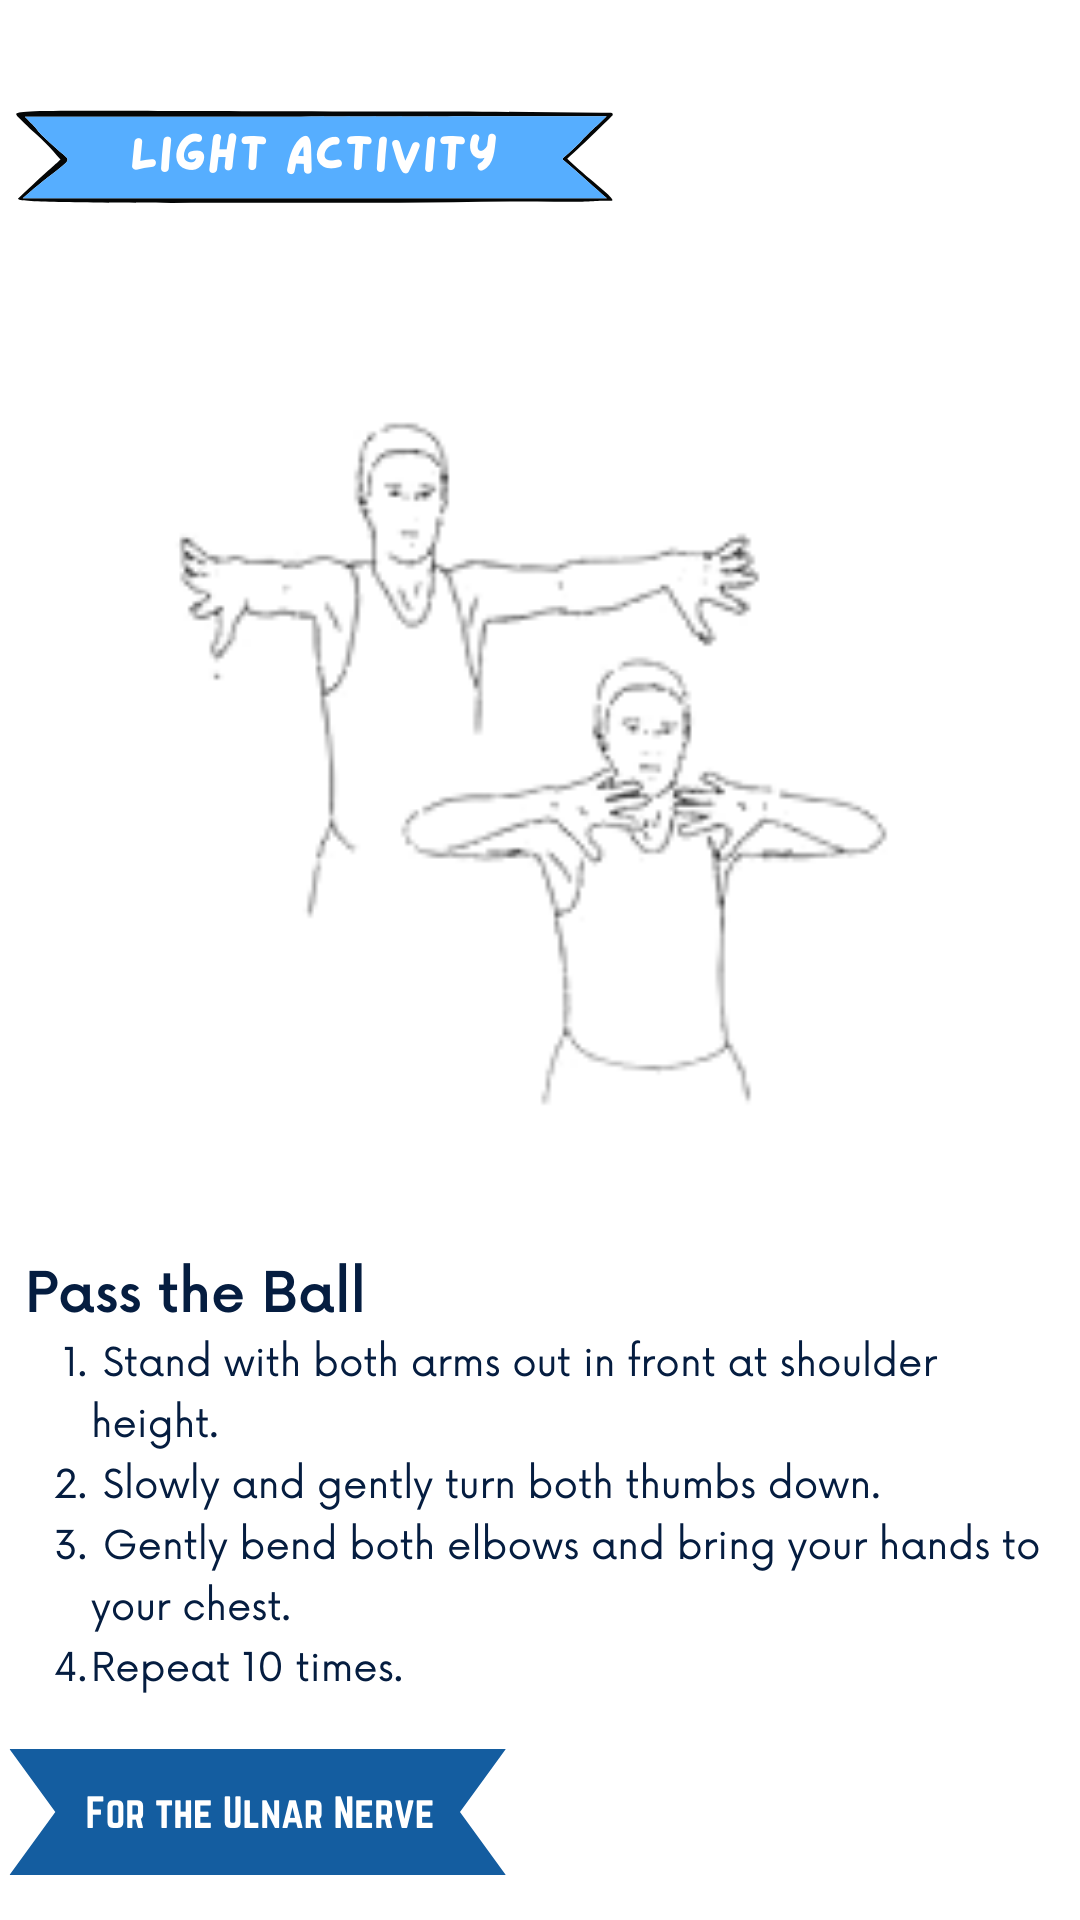 LIGHT ACTIVITY
Pass the Ball
1. Stand with both arms out in front at shoulder
height.
2. Slowly and gently turn both thumbs down.
3. Gently bend both elbows and bring your hands to
your chest.
4. Repeat 10 times.
For the Ulnar Nerve